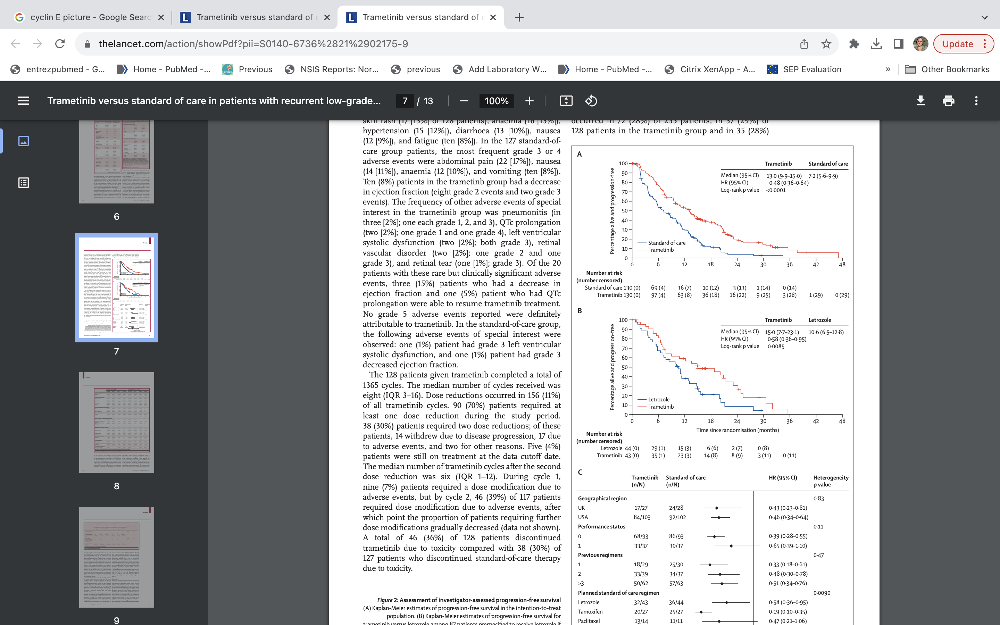 cyclin E picture - Google Searc
Trametinib versus standard of c
Trametinib versus standard of c
thelancet.com/action/showPdf?pii=S0140-6736%2821%2902175-9
Update
entrezpubmed - G...
Home - PubMed -...
Previous
NSIS Reports: Nor...
previous
Add Laboratory W...
Home - PubMed -...
Citrix XenApp - A...
SEP Evaluation
»
Other Bookmarks
Trametinib versus standard of care in patients with recurrent low-grade...
7 / 13
100%
6
7
8
9
skin rash (17 [13%] of 128 patients), anaemia (16 [13%]),
hypertension (15 [12%]), diarrhoea (13 [10%]), nausea
(12 [9%]), and fatigue (ten [8%]). In the 127 standard-of-
care group patients, the most frequent grade 3 or 4
adverse events were abdominal pain (22 [17%]), nausea
(14 [11%]), anaemia (12 [10%]), and vomiting (ten [8%]).
Ten (8%) patients in the trametinb group had a decrease
in ejection fraction (eight grade 2 events and two grade 3
events). The frequency of other adverse events of special
interest in the trametinib group was pneumonitis (in
three [2%]; one each grade 1, 2, and 3), QTc prolongation
(two [2%]; one grade 1 and one grade 4), left ventricular
systolic dysfunction (two [2%]; both grade 3), retinal
vascular disorder (two [2%]; one grade 2 and one
grade 3), and retinal tear (one [1%]; grade 3). Of the 20
patients with these rare but clinically significant adverse
events, three (15%) patients who had a decrease in
ejection fraction and one (5%) patient who had QTc
prolongation were able to resume trametinib treatment.
No grade 5 adverse events reported were definitely
attributable to trametinib. In the standard-of-care group,
the following adverse events of special interest were
observed: one (1%) patient had grade 3 left ventricular
systolic dysfunction, and one (1%) patient had grade 3
decreased ejection fraction.
The 128 patients given trametinib completed a total of
1365 cycles. The median number of cycles received was
eight (IQR 3–16). Dose reductions occurred in 156 (11%)
of all trametinib cycles. 90 (70%) patients required at
least one dose reduction during the study period.
38 (30%) patients required two dose reductions; of these
patients, 14 withdrew due to disease progression, 17 due
to adverse events, and two for other reasons. Five (4%)
patients were still on treatment at the data cutoff date.
The median number of trametinib cycles after the second
dose reduction was six (IQR 1–12). During cycle 1,
nine (7%) patients required a dose modification due to
adverse events, but by cycle 2, 46 (39%) of 117 patients
required dose modification due to adverse events, after
which point the proportion of patients requiring further
dose modifications gradually decreased (data not shown).
A total of 46 (36%) of 128 patients discontinued
trametinib due to toxicity compared with 38 (30%) of
127 patients who discontinued standard-of-care therapy
due to toxicity.
Figure 2: Assessment of investigator-assessed progression-free survival
(A) Kaplan-Meier estimates of progression-free survival in the intention-to-treat
population. (B) Kaplan-Meier estimates of progression-free survival for
trametinib versus letrozole among 87 patients prespecified to receive letrozole if
occurred in 72 (28%) of 255 patients, in 37 (29%) of
128 patients in the trametinib group and in 35 (28%)
A
Trametinib Standard of care
Median (95% CI) 13·0 (9·9–15·0) 7·2 (5·6–9·9)
HR (95% CI) 0·48 (0·36–0·64)
Log-rank p value <0·0001
Percentage alive and progression-free
100
90
80
70
60
50
40
30
20
10
0
Standard of care
Trametinib
0 6 12 18 24 30 36 42 48
Number at risk
(number censored)
Standard of care 130 (0) 69 (4) 36 (7) 10 (12) 3 (13) 1 (14) 0 (14)
Trametinib 130 (0) 97 (4) 63 (8) 36 (18) 16 (22) 9 (25) 3 (28) 1 (29) 0 (29)
B
Trametinib Letrozole
Median (95% CI) 15·0 (7·7–23·1) 10·6 (6·5–12·8)
HR (95% CI) 0·58 (0·36–0·95)
Log-rank p value 0·0085
Percentage alive and progression-free
100
90
80
70
60
50
40
30
20
10
0
Letrozole
Trametinib
0 6 12 18 24 30 36 42 48
Time since randomisation (months)
Number at risk
(number censored)
Letrozole 44 (0) 29 (1) 15 (3) 6 (6) 2 (7) 0 (8)
Trametinib 43 (0) 35 (1) 23 (3) 14 (8) 8 (9) 3 (11) 0 (11)
C
Trametinib Standard of care HR (95% CI) Heterogeneity
(n/N) (n/N) p value
Geographical region 0·83
UK 17/27 24/28 0·43 (0·23–0·81)
USA 84/103 92/102 0·46 (0·34–0·64)
Performance status 0·11
0 68/93 86/93 0·39 (0·28–0·55)
1 33/37 30/37 0·65 (0·39–1·10)
Previous regimens 0·47
1 18/29 25/30 0·33 (0·18–0·61)
2 33/39 34/37 0·48 (0·30–0·78)
≥3 50/62 57/63 0·51 (0·34–0·76)
Planned standard of care regimen 0·0090
Letrozole 32/43 36/44 0·58 (0·36–0·95)
Tamoxifen 20/27 25/27 0·19 (0·10–0·35)
Paclitaxel 13/14 11/11 0·47 (0·21–1·06)